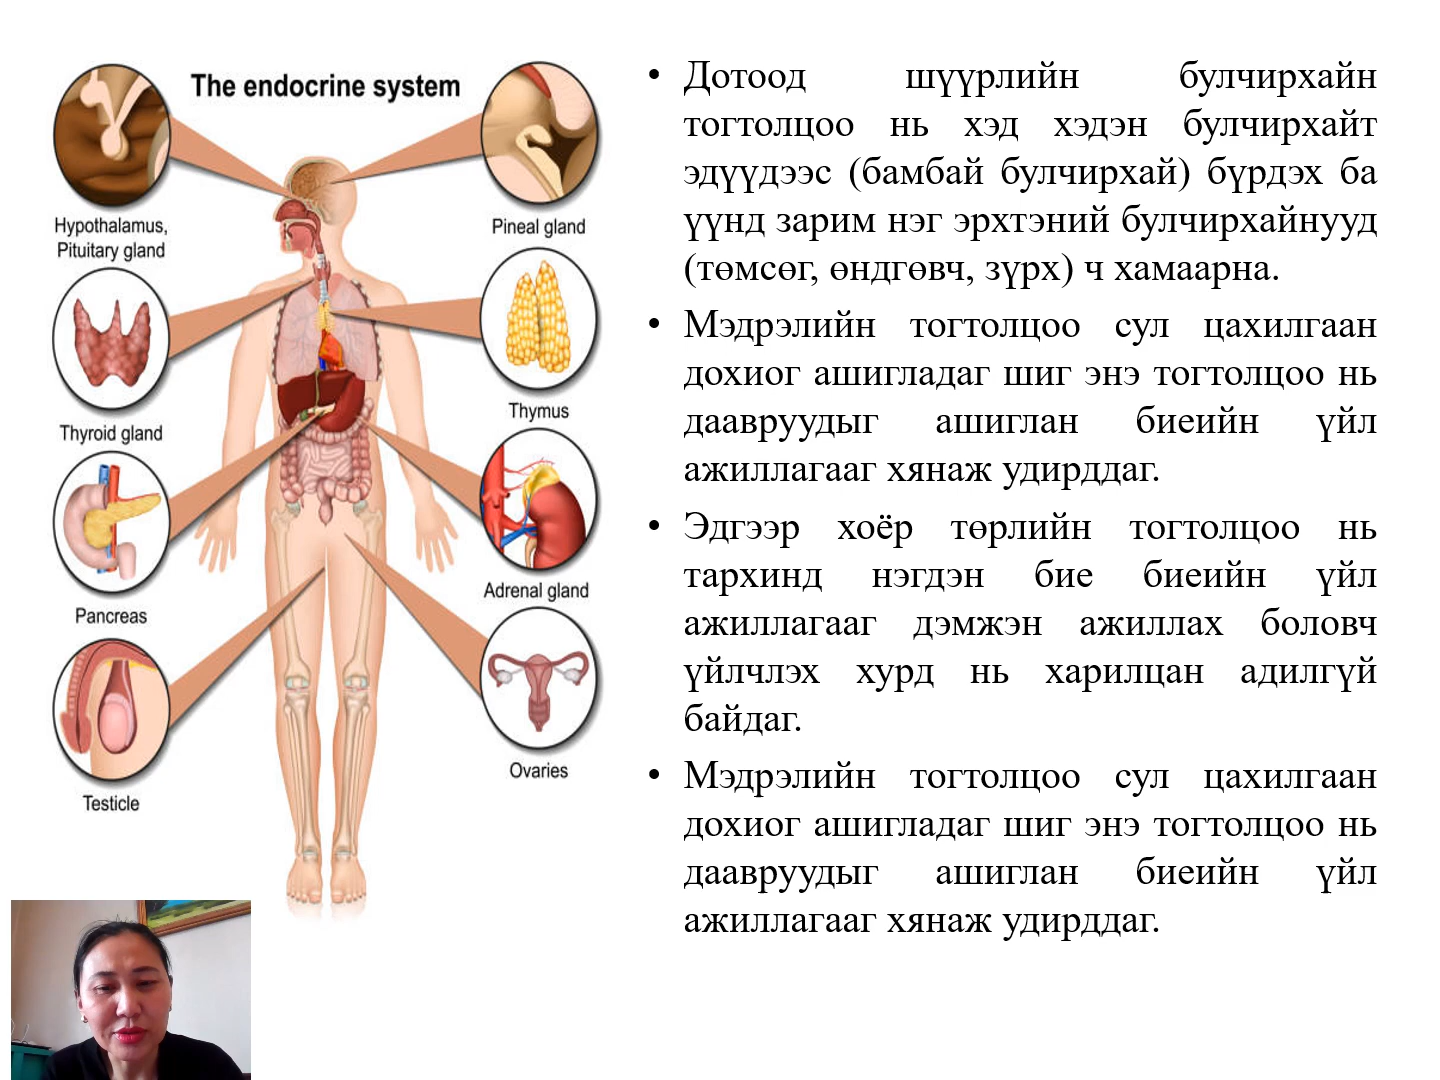 The endocrine system
Hypothalamus,
Pituitary gland
Pineal gland
Thyroid gland
Thymus
Pancreas
Adrenal gland
Testicle
Ovaries
• Дотоод шүүрлийн булчирхайн
тогтолцоо нь хэд хэдэн булчирхайт
эдүүдээс (бамбай булчирхай) бүрдэх ба
үүнд зарим нэг эрхтэний булчирхайнууд
(төмсөг, өндгөвч, зүрх) ч хамаарна.
• Мэдрэлийн тогтолцоо сул цахилгаан
дохиог ашигладаг шиг энэ тогтолцоо нь
даавруудыг ашиглан биеийн үйл
ажиллагааг хянаж удирддаг.
• Эдгээр хоёр төрлийн тогтолцоо нь
тархинд нэгдэн бие биеийн үйл
ажиллагааг дэмжэн ажиллах боловч
үйлчлэх хурд нь харилцан адилгүй
байдаг.
• Мэдрэлийн тогтолцоо сул цахилгаан
дохиог ашигладаг шиг энэ тогтолцоо нь
даавруудыг ашиглан биеийн үйл
ажиллагааг хянаж удирддаг.